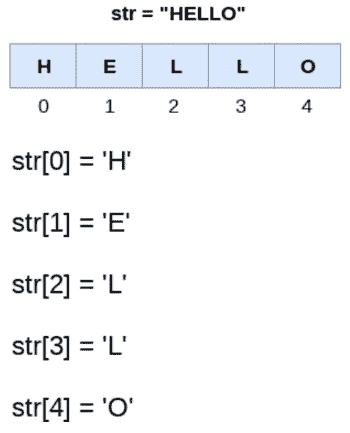 str = "HELLO"
H E L L O
0 1 2 3 4
str[0] = 'H'
str[1] = 'E'
str[2] = 'L'
str[3] = 'L'
str[4] = 'O'